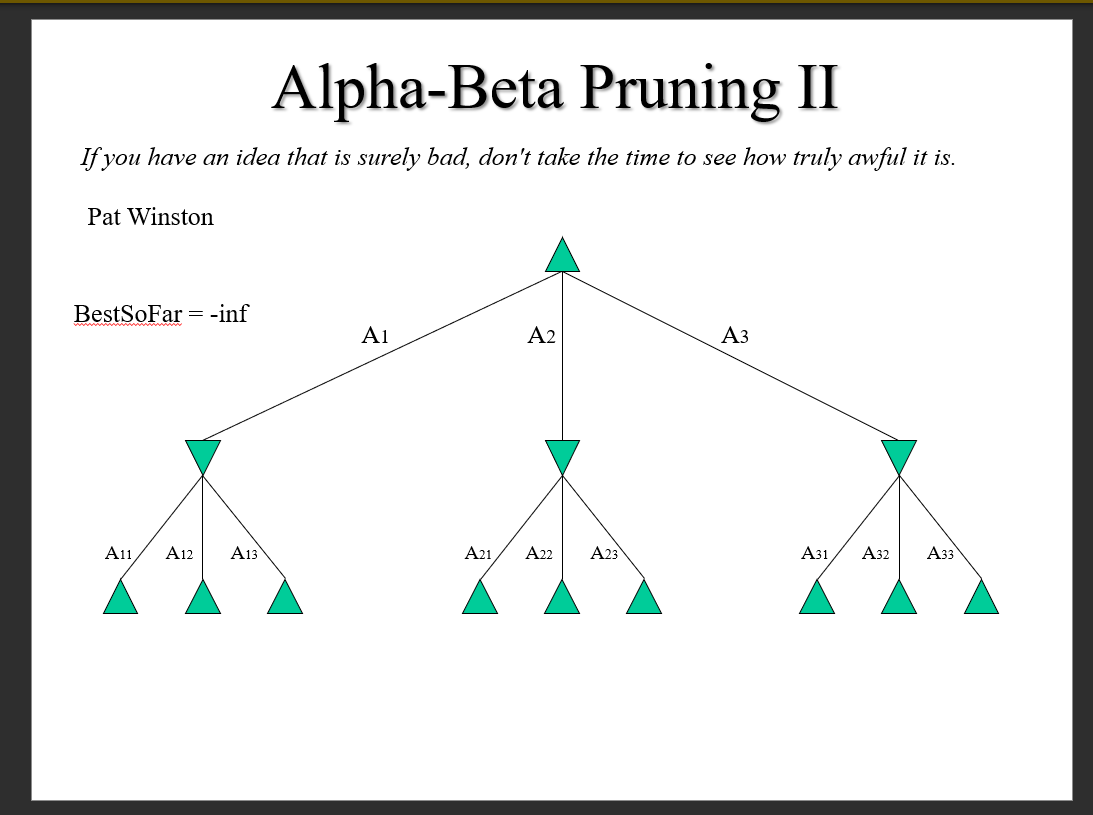 Alpha-Beta Pruning II
If you have an idea that is surely bad, don't take the time to see how truly awful it is.
Pat Winston
BestSoFar = -inf
A1 A2 A3
A11 A12 A13 A21 A22 A23 A31 A32 A33